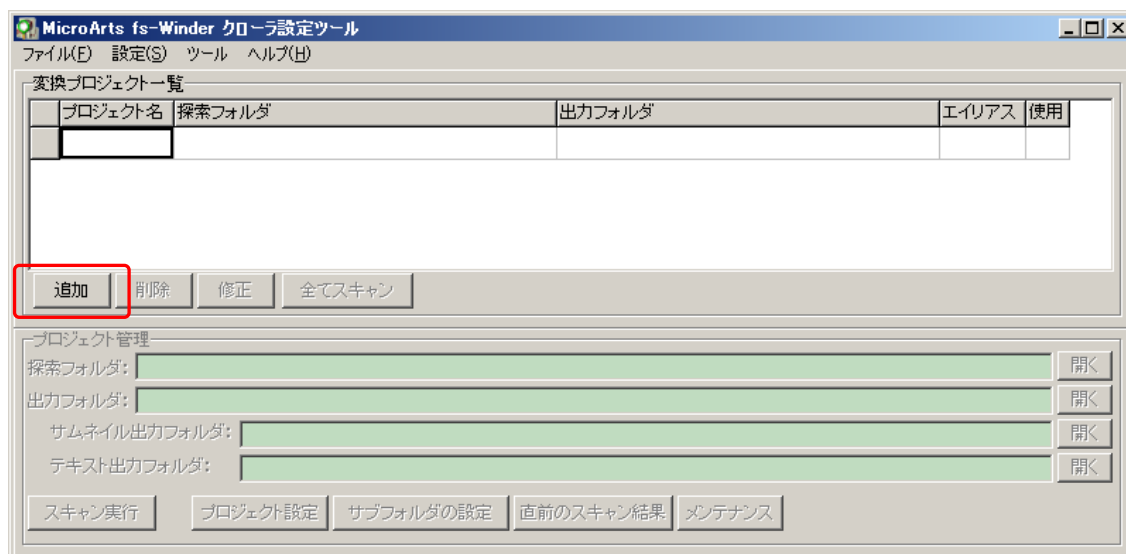 MicroArts fs-Winder クローラ設定ツール
ファイル(F) 設定(S) ツール ヘルプ(H)
変換プロジェクト一覧
プロジェクト名 探索フォルダ 出力フォルダ エイリアス 使用
追加 削除 修正 全てスキャン
プロジェクト管理
探索フォルダ: 開く
出力フォルダ: 開く
サムネイル出力フォルダ: 開く
テキスト出力フォルダ: 開く
スキャン実行 プロジェクト設定 サブフォルダの設定 直前のスキャン結果 メンテナンス